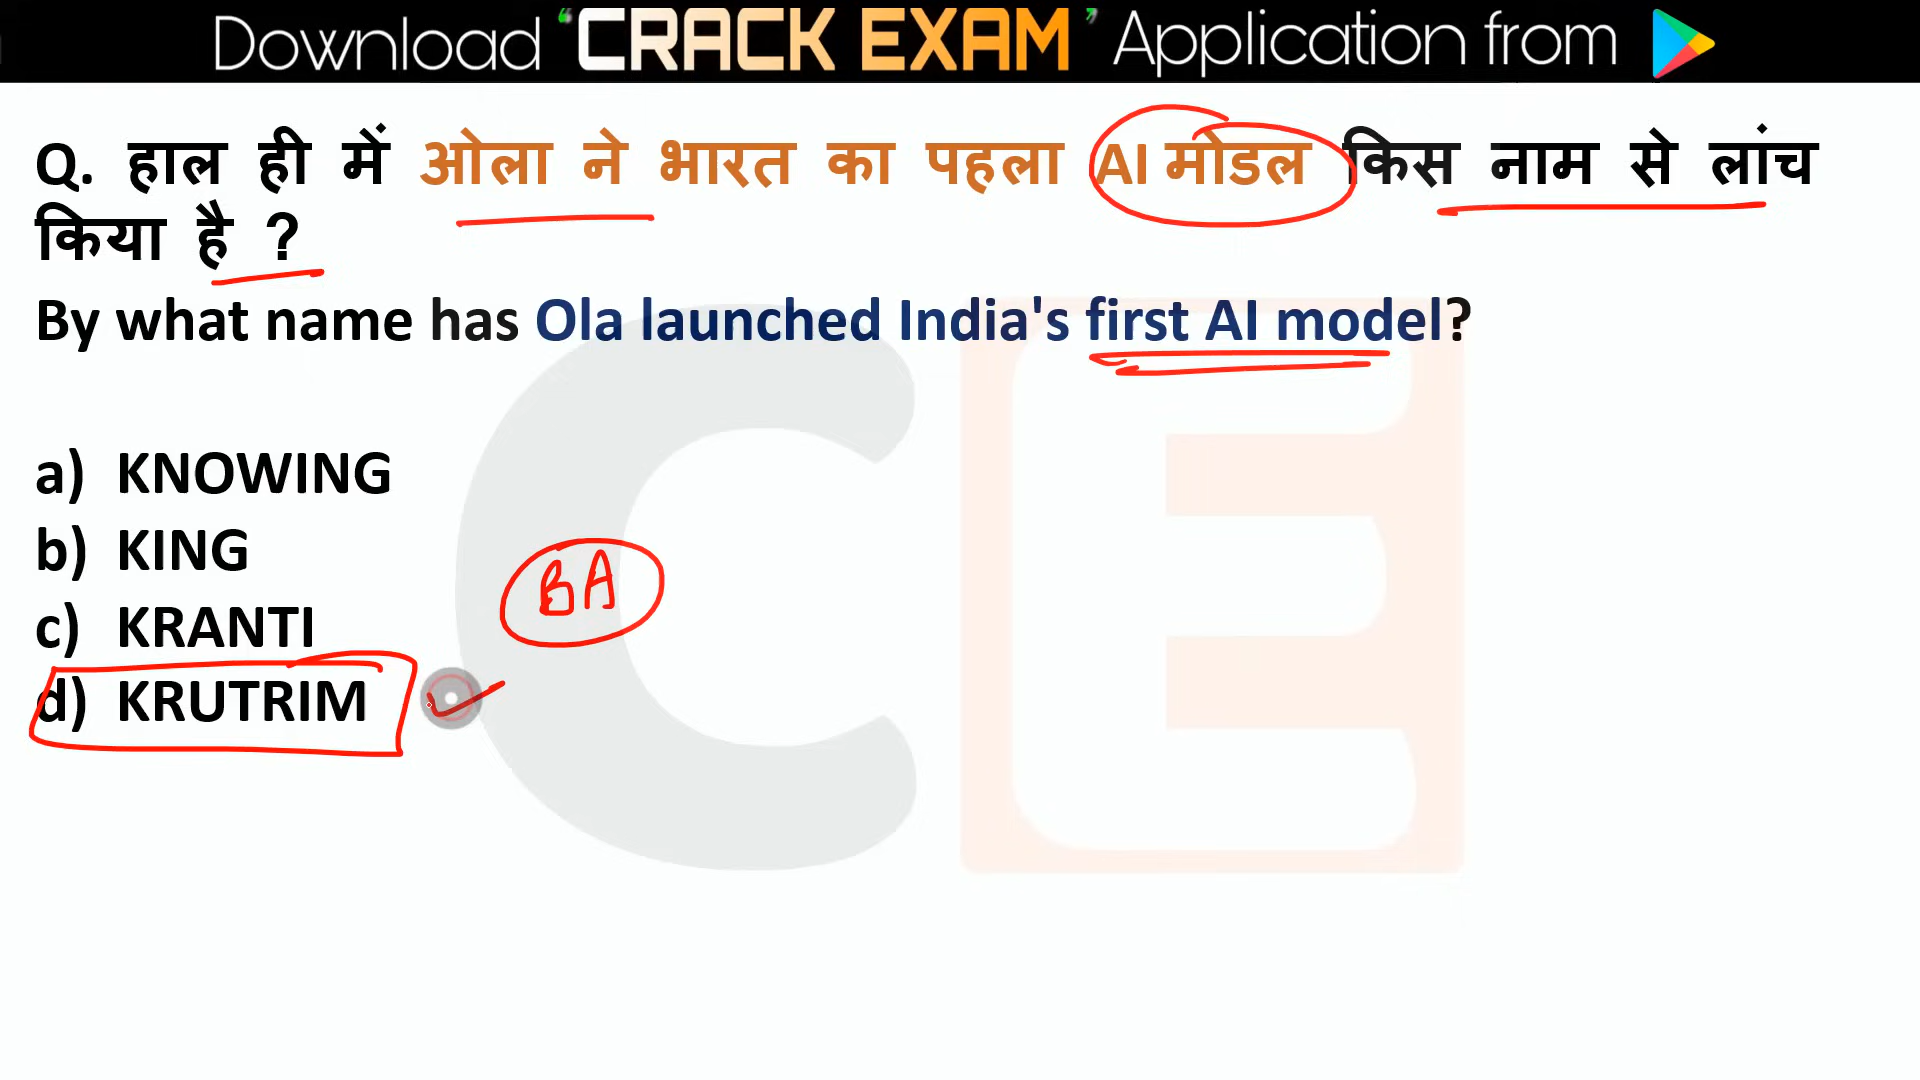 Download ‘CRACK EXAM’ Application from
Q. हाल ही में ओला ने भारत का पहला AI मोडल किस नाम से लांच
किया है ?
By what name has Ola launched India's first AI model?
a) KNOWING
b) KING
BA
c) KRANTI
d) KRUTRIM
CE